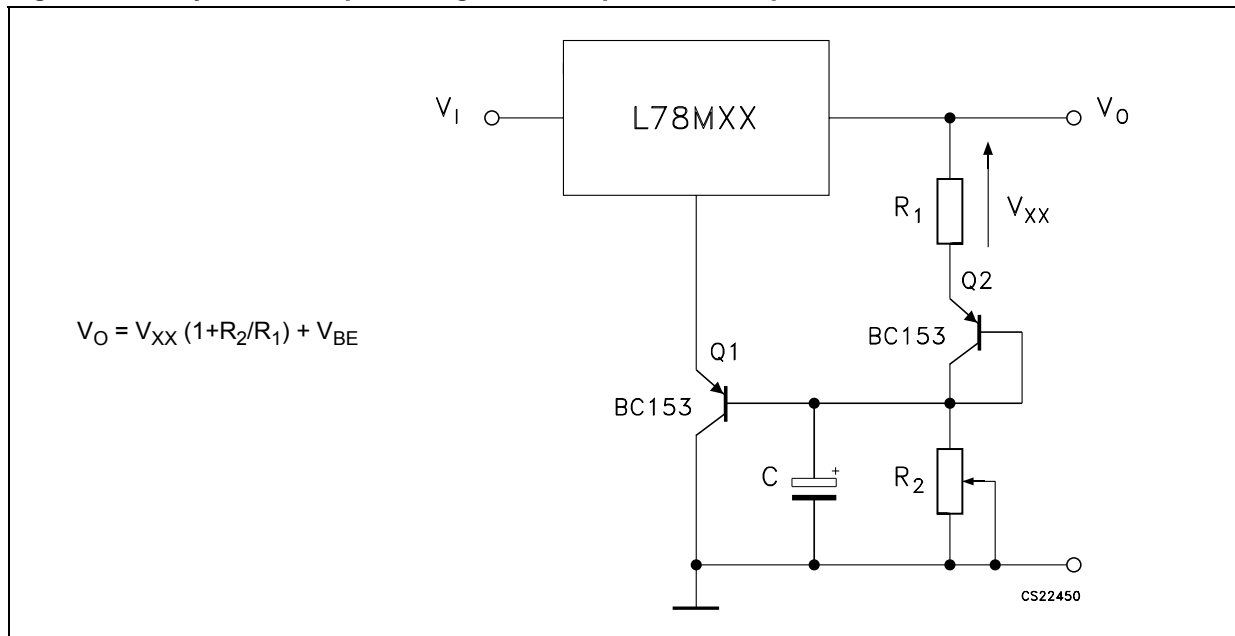 V_I
L78MXX
V_O
R_1
V_XX
Q2
V_O = V_XX (1+R_2/R_1) + V_BE
BC153
Q1
BC153
C
+
R_2
CS22450